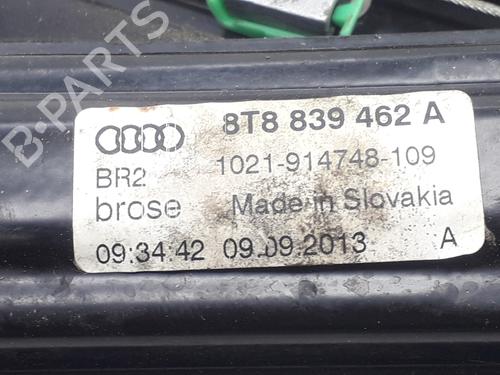 8T8 839 462 A
BR2 1021-914748-109
brose Made in Slovakia
09:34:42 09.09.2013 A
B-PARTS